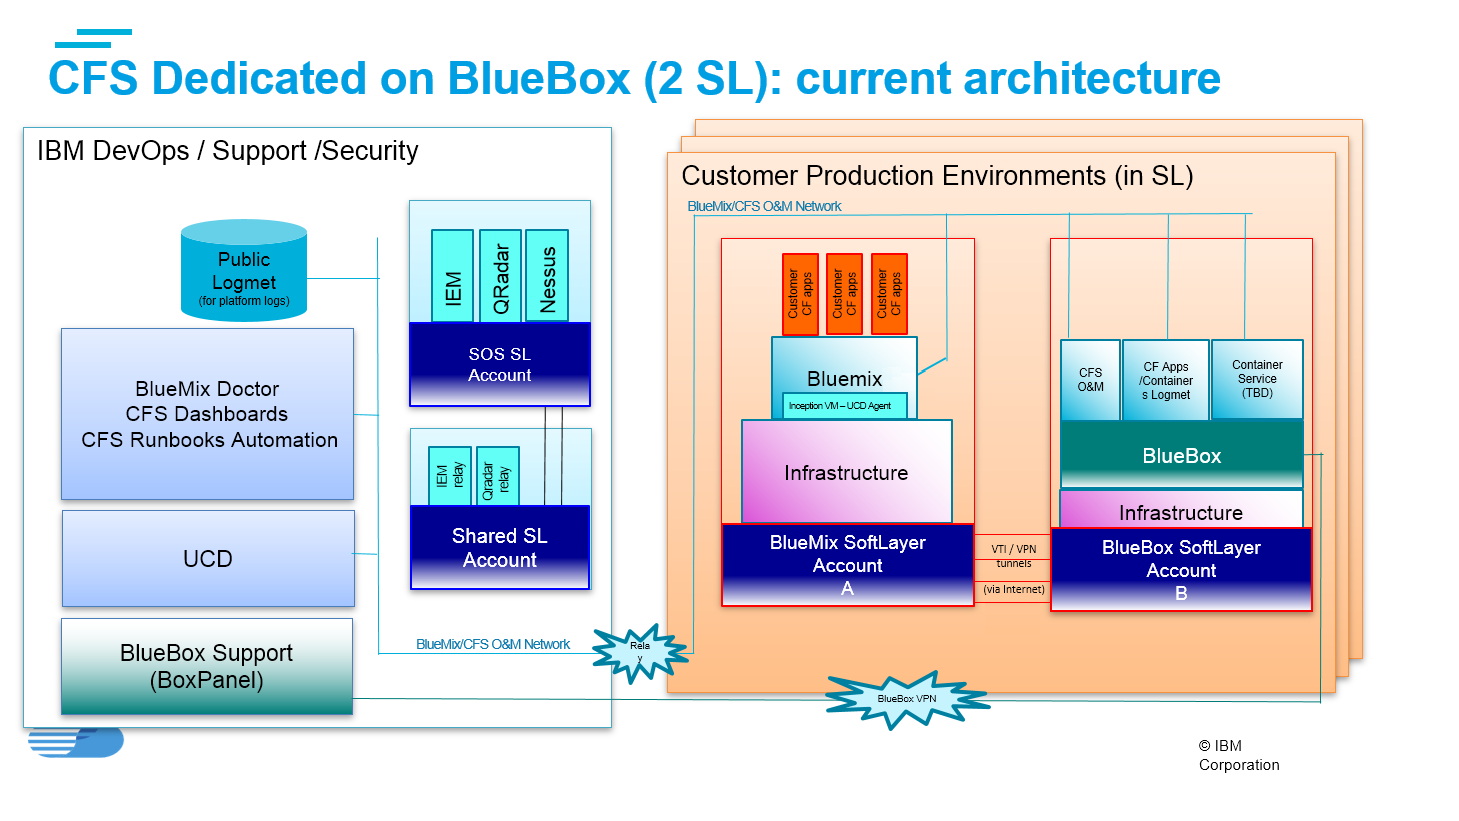 CFS Dedicated on BlueBox (2 SL): current architecture
IBM DevOps / Support /Security
Public
Logmet
(for platform logs)
BlueMix Doctor
CFS Dashboards
CFS Runbooks Automation
UCD
BlueBox Support
(BoxPanel)
IEM
QRadar
Nessus
SOS SL
Account
IEM
relay
Qradar
relay
Shared SL
Account
BlueMix/CFS O&M Network
Rela
y
BlueBox VPN
Customer Production Environments (in SL)
BlueMix/CFS O&M Network
Customer
CF apps
Customer
CF apps
Customer
CF apps
Bluemix
Inception VM – UCD Agent
Infrastructure
BlueMix SoftLayer
Account
A
VTI / VPN
tunnels
(via Internet)
CFS
O&M
CF Apps
/Container
s Logmet
Container
Service
(TBD)
BlueBox
Infrastructure
BlueBox SoftLayer
Account
B
© IBM
Corporation